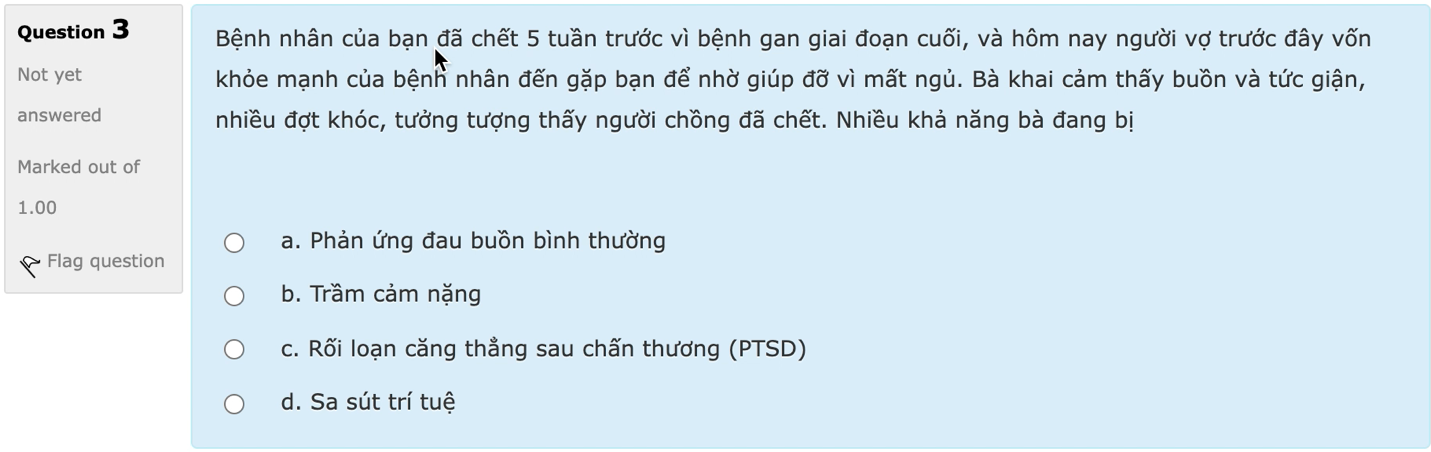 Question 3
Not yet
answered
Marked out of
1.00
Flag question
Bệnh nhân của bạn đã chết 5 tuần trước vì bệnh gan giai đoạn cuối, và hôm nay người vợ trước đây vốn
khỏe mạnh của bệnh nhân đến gặp bạn để nhờ giúp đỡ vì mất ngủ. Bà khai cảm thấy buồn và tức giận,
nhiều đợt khóc, tưởng tượng thấy người chồng đã chết. Nhiều khả năng bà đang bị
a. Phản ứng đau buồn bình thường
b. Trầm cảm nặng
c. Rối loạn căng thẳng sau chấn thương (PTSD)
d. Sa sút trí tuệ